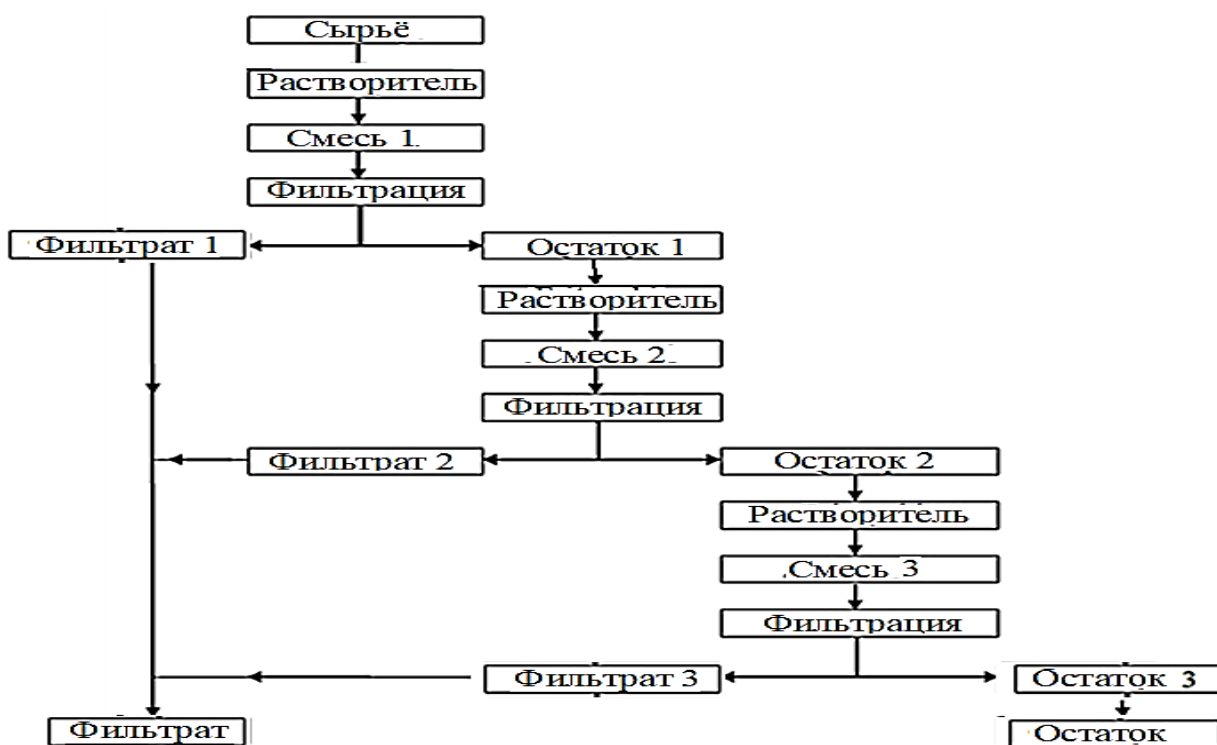 Сырьё
Растворитель
Смесь 1
Фильтрация
Фильтрат 1
Остаток 1
Растворитель
Смесь 2
Фильтрация
Фильтрат 2
Остаток 2
Растворитель
Смесь 3
Фильтрация
Фильтрат 3
Остаток 3
Фильтрат
Остаток